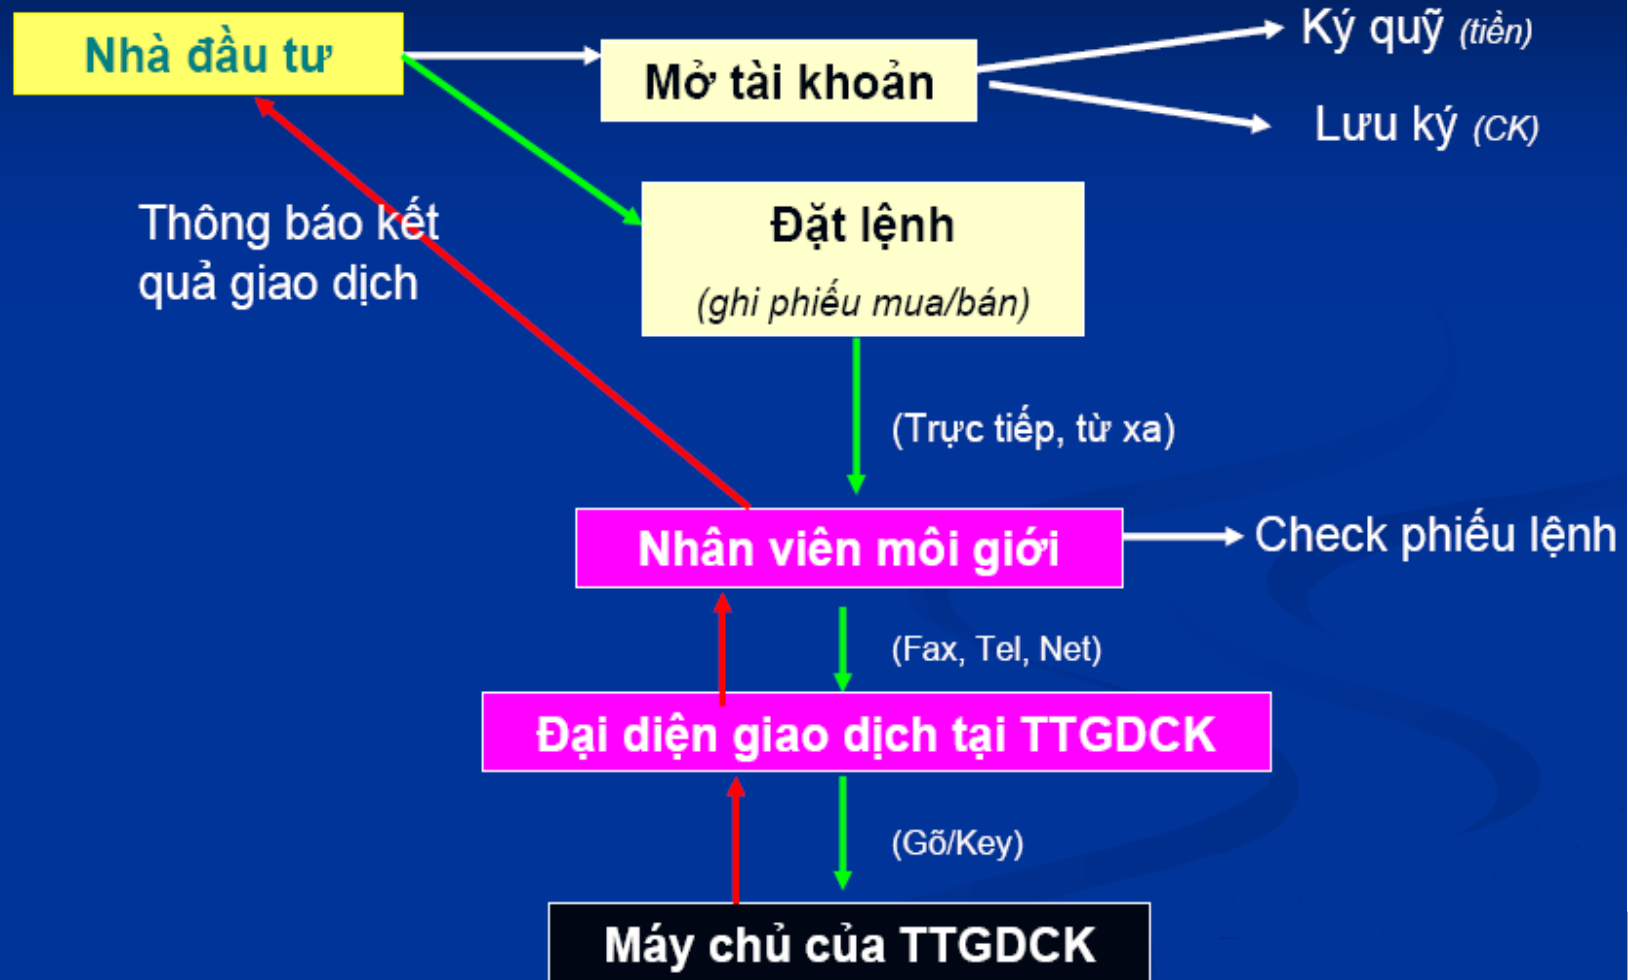 Nhà đầu tư
Mở tài khoản
Ký quỹ (tiền)
Lưu ký (CK)
Thông báo kết
quả giao dịch
Đặt lệnh
(ghi phiếu mua/bán)
(Trực tiếp, từ xa)
Nhân viên môi giới
Check phiếu lệnh
(Fax, Tel, Net)
Đại diện giao dịch tại TTGDCK
(Gõ/Key)
Máy chủ của TTGDCK